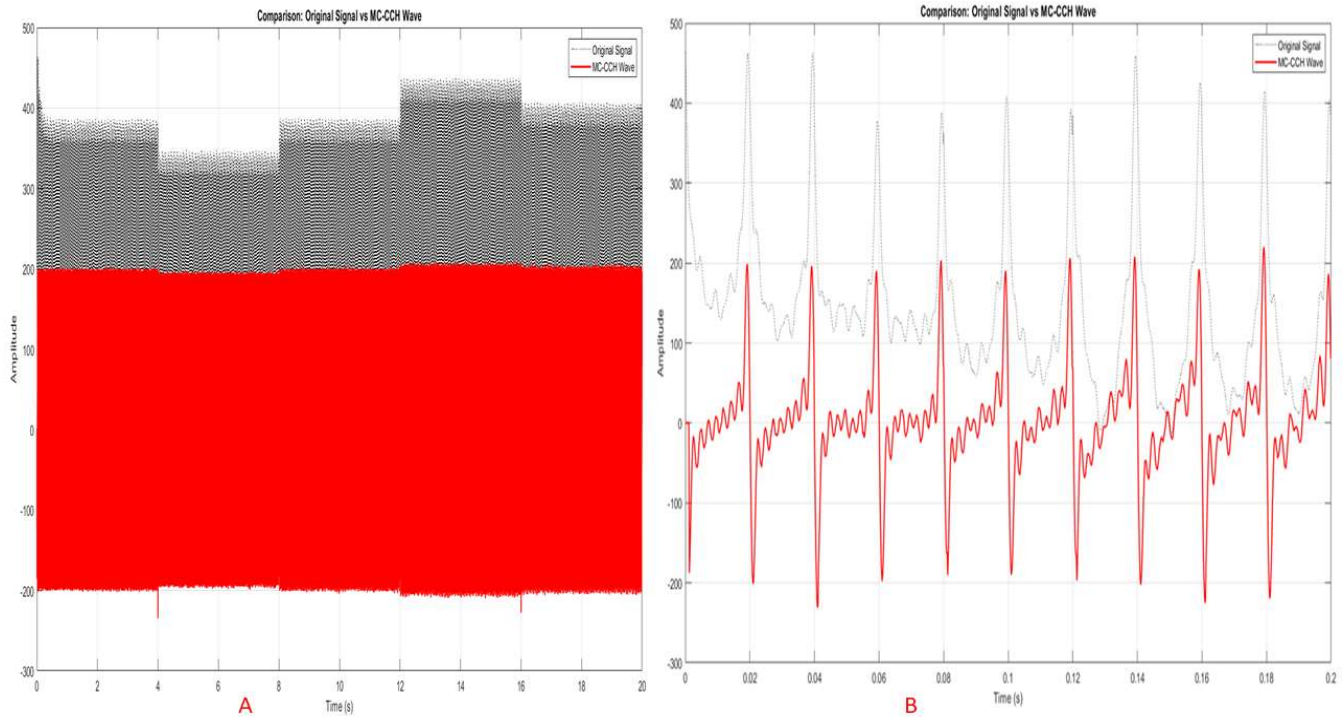 Comparison: Original Signal vs MC-CCH Wave
Original Signal
MC-CCH Wave
Amplitude
500
400
300
200
100
0
-100
-200
-300
0 2 4 6 8 10 12 14 16 18 20
Time (s)
A
Comparison: Original Signal vs MC-CCH Wave
Original Signal
MC-CCH Wave
Amplitude
500
400
300
200
100
0
-100
-200
-300
0 0.02 0.04 0.06 0.08 0.1 0.12 0.14 0.16 0.18 0.2
Time (s)
B